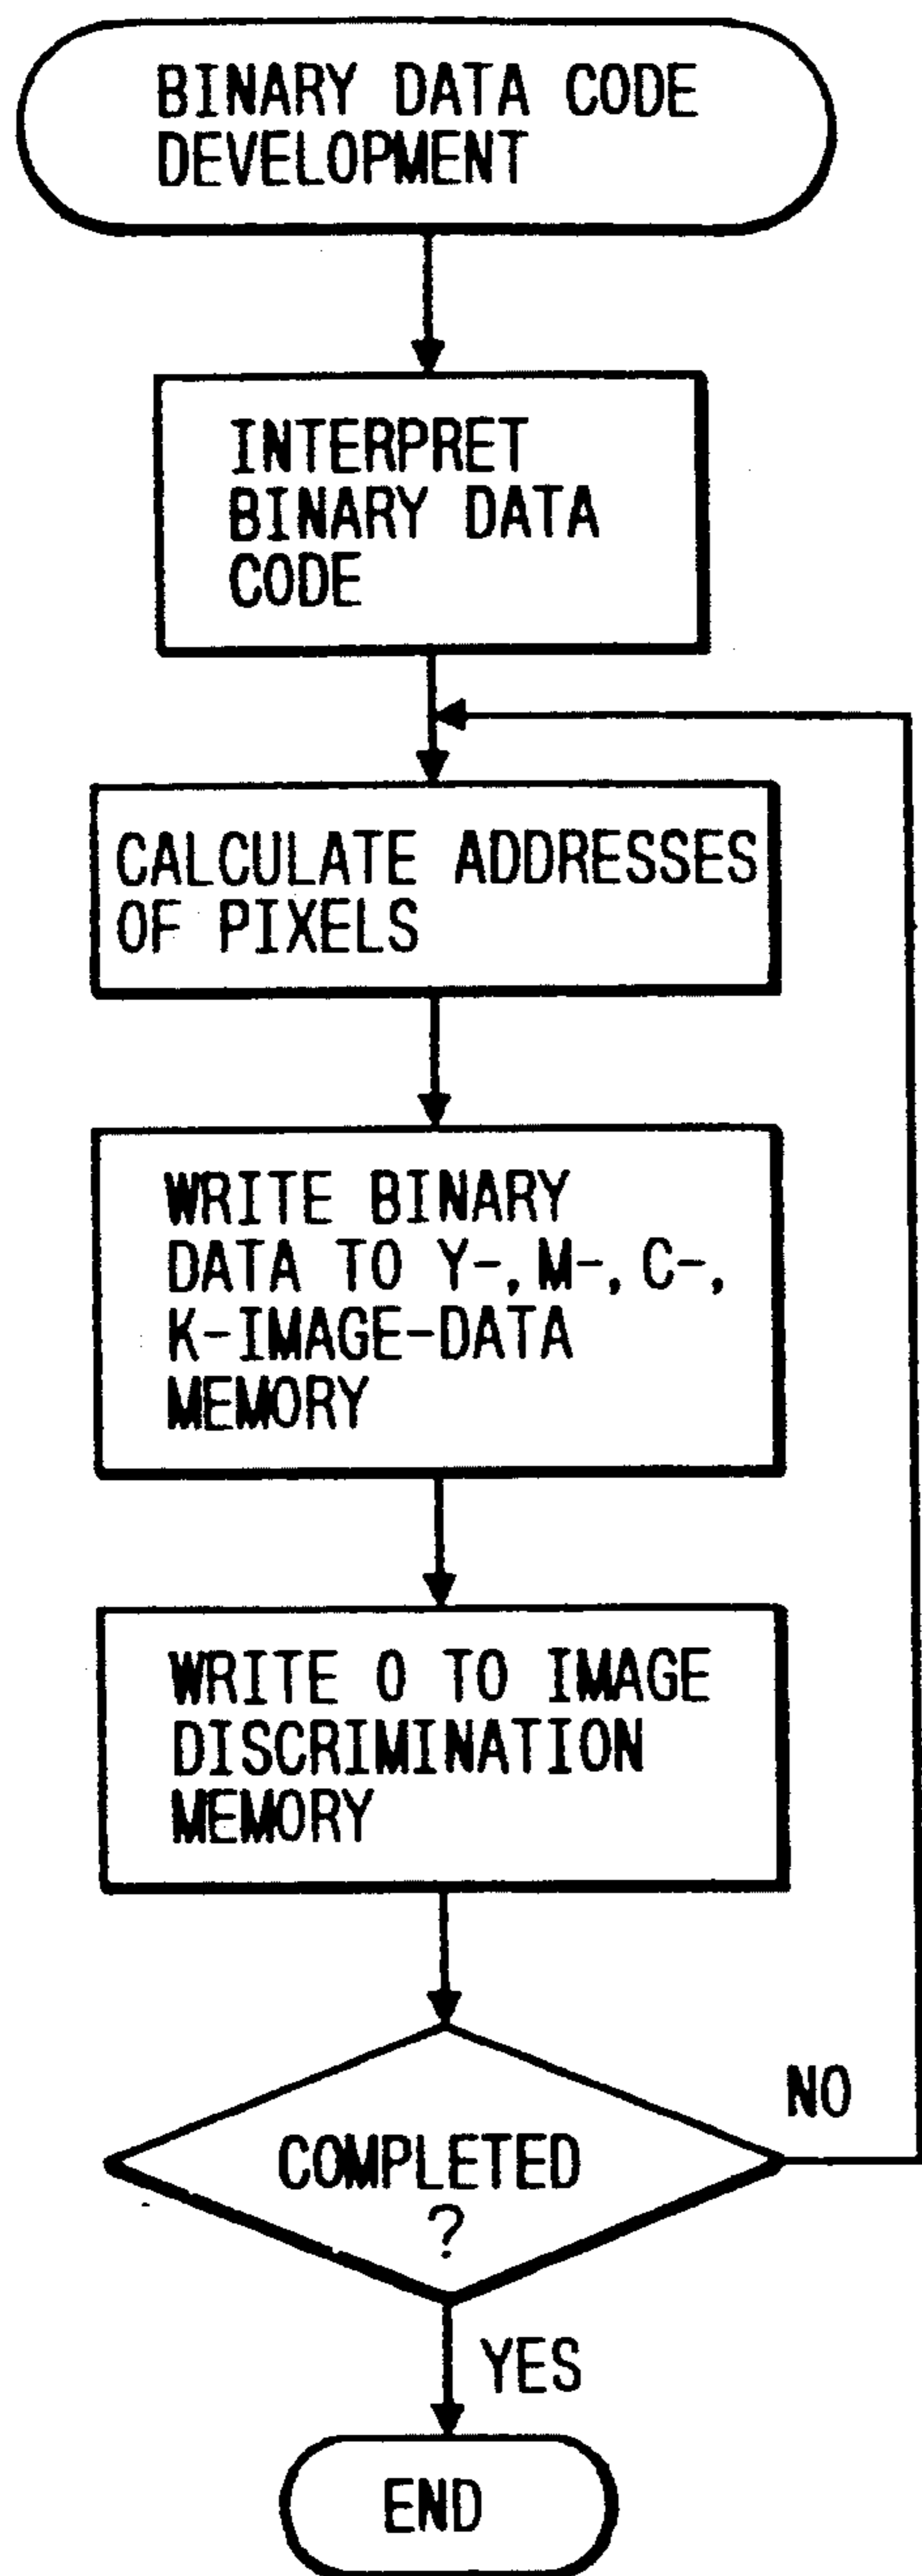 BINARY DATA CODE
DEVELOPMENT
INTERPRET
BINARY DATA
CODE
CALCULATE ADDRESSES
OF PIXELS
WRITE BINARY
DATA TO Y-, M-, C-,
K-IMAGE-DATA
MEMORY
WRITE 0 TO IMAGE
DISCRIMINATION
MEMORY
COMPLETED
?
NO
YES
END